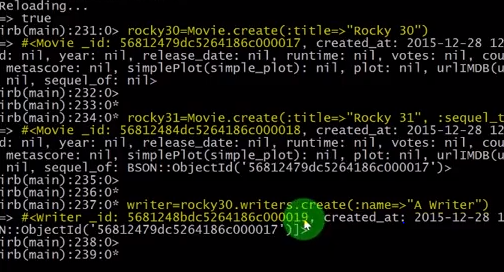 Reloading...
=> true
irb(main):231:0> rocky30=Movie.create(:title=>"Rocky 30")
=> #<Movie _id: 56812479dc5264186c000017, created_at: 2015-12-28 12
id: nil, year: nil, release_date: nil, runtime: nil, votes: nil, cou
metascore: nil, simplePlot(simple_plot): nil, plot: nil, urlIMDB(u
nil, sequel_of: nil>
irb(main):232:0>
irb(main):233:0*
irb(main):234:0* rocky31=Movie.create(:title=>"Rocky 31", :sequel_t
=> #<Movie _id: 56812484dc5264186c000018, created_at: 2015-12-28 12
id: nil, year: nil, release_date: nil, runtime: nil, votes: nil, cou
metascore: nil, simplePlot(simple_plot): nil, plot: nil, urlIMDB(u
nil, sequel_of: BSON::ObjectId('56812479dc5264186c000017')>
irb(main):235:0>
irb(main):236:0*
irb(main):237:0* writer=rocky30.writers.create(:name=>"A Writer")
=> #<Writer _id: 5681248bdc5264186c000019, created_at: 2015-12-28 1
N::ObjectId('56812479dc5264186c000017')]>
irb(main):238:0>
irb(main):239:0*